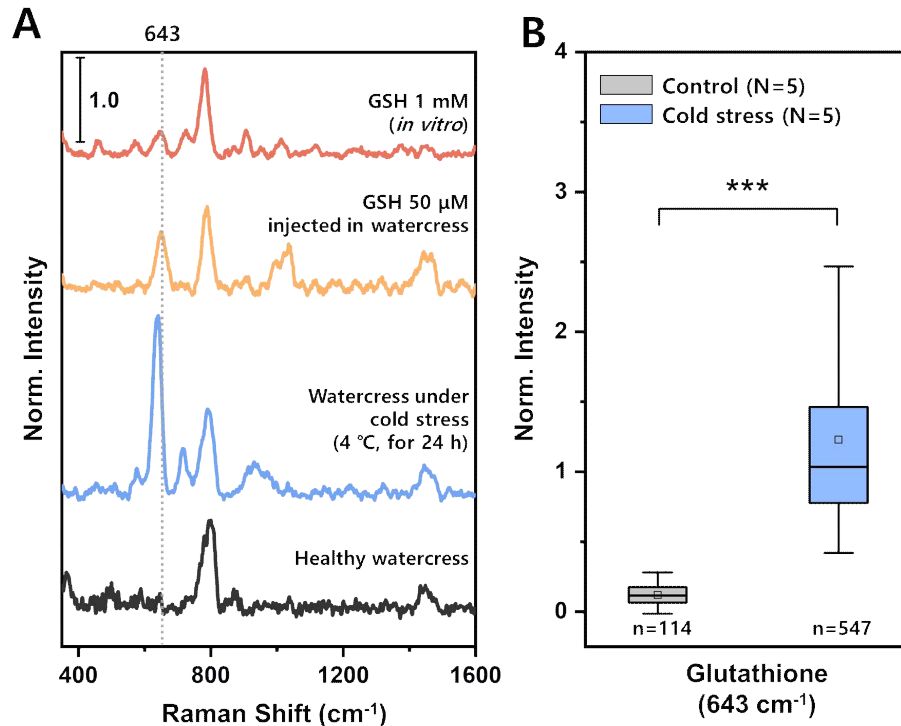 A
643
1.0
GSH 1 mM
(in vitro)
GSH 50 µM
injected in watercress
Watercress under
cold stress
(4 °C, for 24 h)
Healthy watercress
Norm. Intensity
400 800 1200 1600
Raman Shift (cm⁻¹)
B
4
3
2
1
0
Norm. Intensity
Control (N=5)
Cold stress (N=5)
***
n=114
n=547
Glutathione
(643 cm⁻¹)